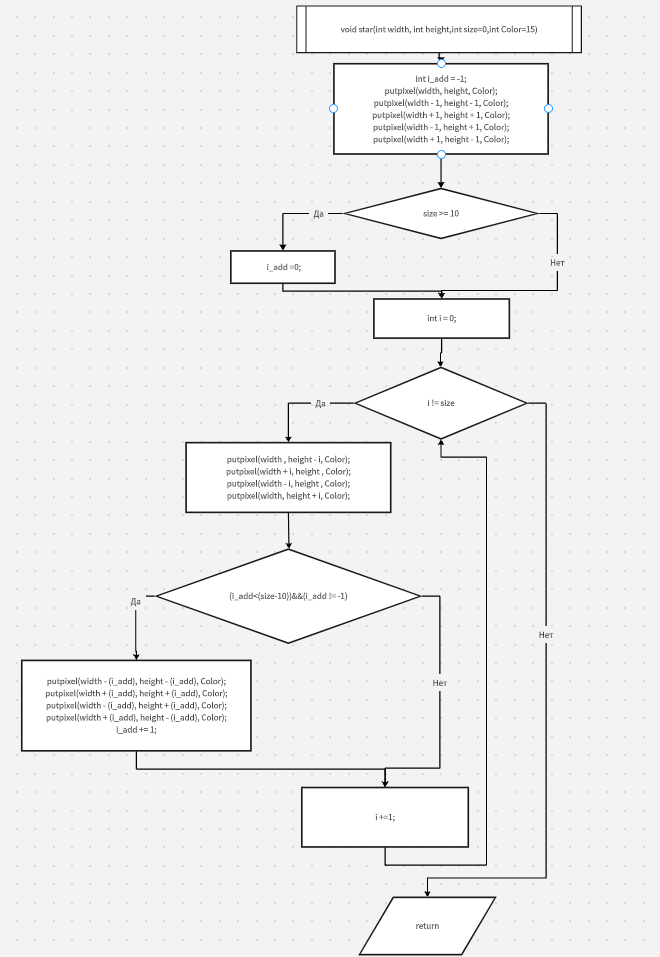 void star(int width, int height,int size=0,int Color=15)
int i_add = -1;
putpixel(width, height, Color);
putpixel(width - 1, height - 1, Color);
putpixel(width + 1, height + 1, Color);
putpixel(width - 1, height + 1, Color);
putpixel(width + 1, height - 1, Color);
size >= 10
Да
Нет
i_add =0;
int i = 0;
i != size
Да
putpixel(width , height - i, Color);
putpixel(width + i, height , Color);
putpixel(width - i, height , Color);
putpixel(width, height + i, Color);
(i_add<(size-10))&&(i_add != -1)
Да
Нет
Нет
putpixel(width - (i_add), height - (i_add), Color);
putpixel(width + (i_add), height + (i_add), Color);
putpixel(width - (i_add), height + (i_add), Color);
putpixel(width + (i_add), height - (i_add), Color);
i_add += 1;
i +=1;
return